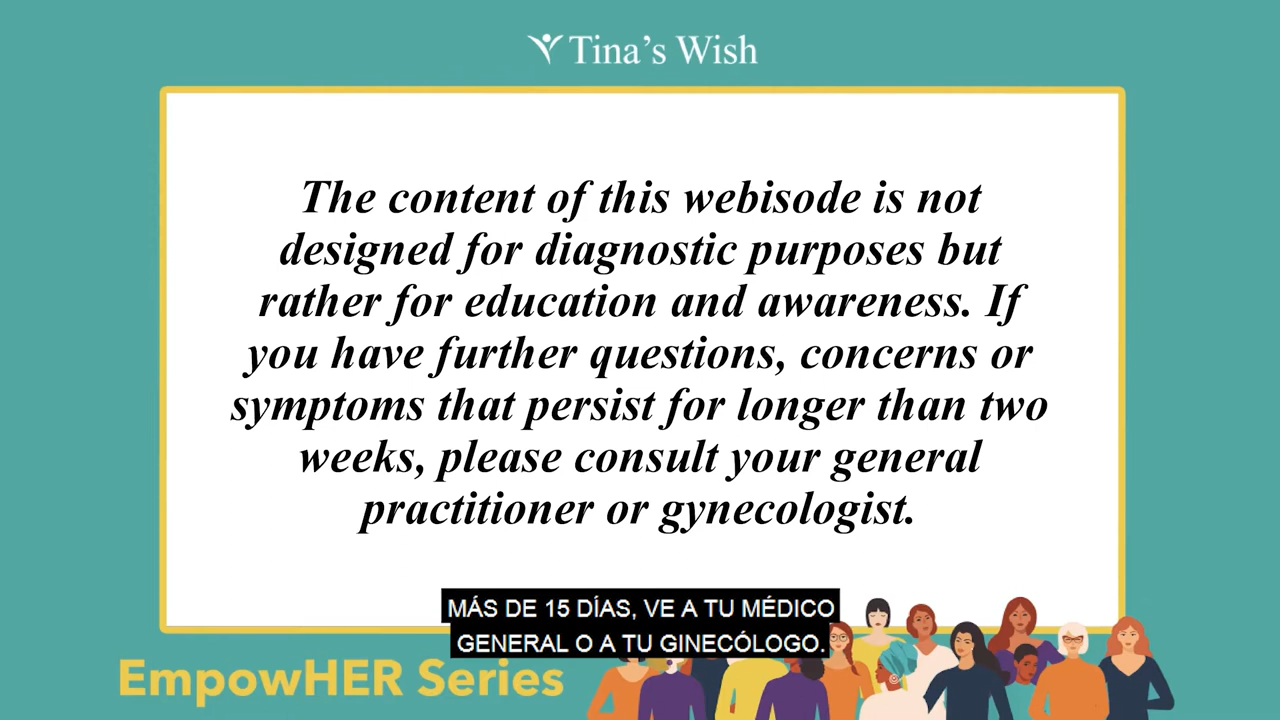 Tina's Wish
The content of this webisode is not
designed for diagnostic purposes but
rather for education and awareness. If
you have further questions, concerns or
symptoms that persist for longer than two
weeks, please consult your general
practitioner or gynecologist.
MÁS DE 15 DÍAS, VE A TU MÉDICO
GENERAL O A TU GINECÓLOGO.
EmpowHER Series